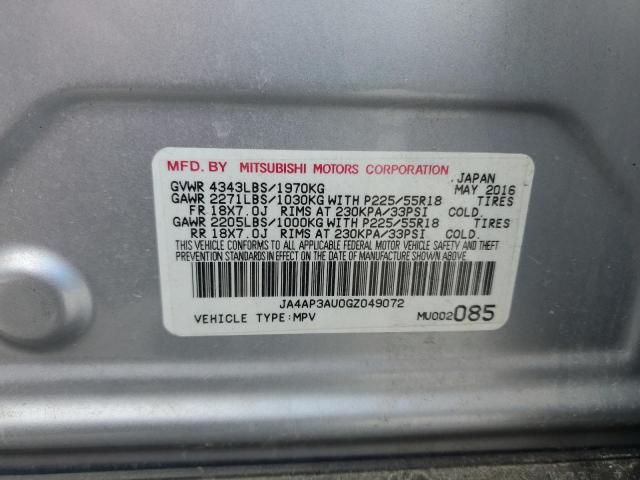 MFD. BY MITSUBISHI MOTORS CORPORATION
JAPAN
GVWR 4343LBS/1970KG MAY 2016
GAWR 2271LBS/1030KG WITH P225/55R18 TIRES
FR 18X7.0J RIMS AT 230KPA/33PSI COLD.
GAWR 2205LBS/1000KG WITH P225/55R18 TIRES
RR 18X7.0J RIMS AT 230KPA/33PSI COLD.
THIS VEHICLE CONFORMS TO ALL APPLICABLE FEDERAL MOTOR VEHICLE SAFETY AND THEFT
PREVENTION STANDARDS IN EFFECT ON THE DATE OF MANUFACTURE SHOWN ABOVE.
JA4AP3AU0GZ049072
VEHICLE TYPE:MPV MU002085